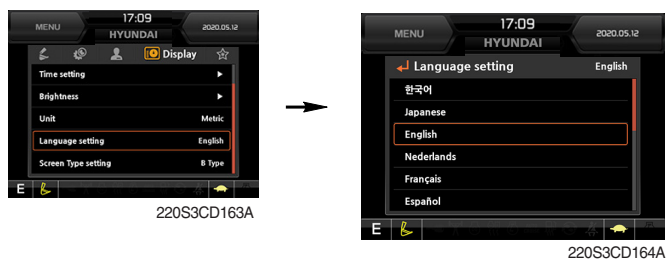 MENU
17:09
2020.05.12
HYUNDAI
Display
Time setting
Brightness
Unit Metric
Language setting English
Screen Type setting B Type
E
220S3CD163A
MENU
17:09
2020.05.12
HYUNDAI
Language setting English
한국어
Japanese
English
Nederlands
Français
Español
E
220S3CD164A